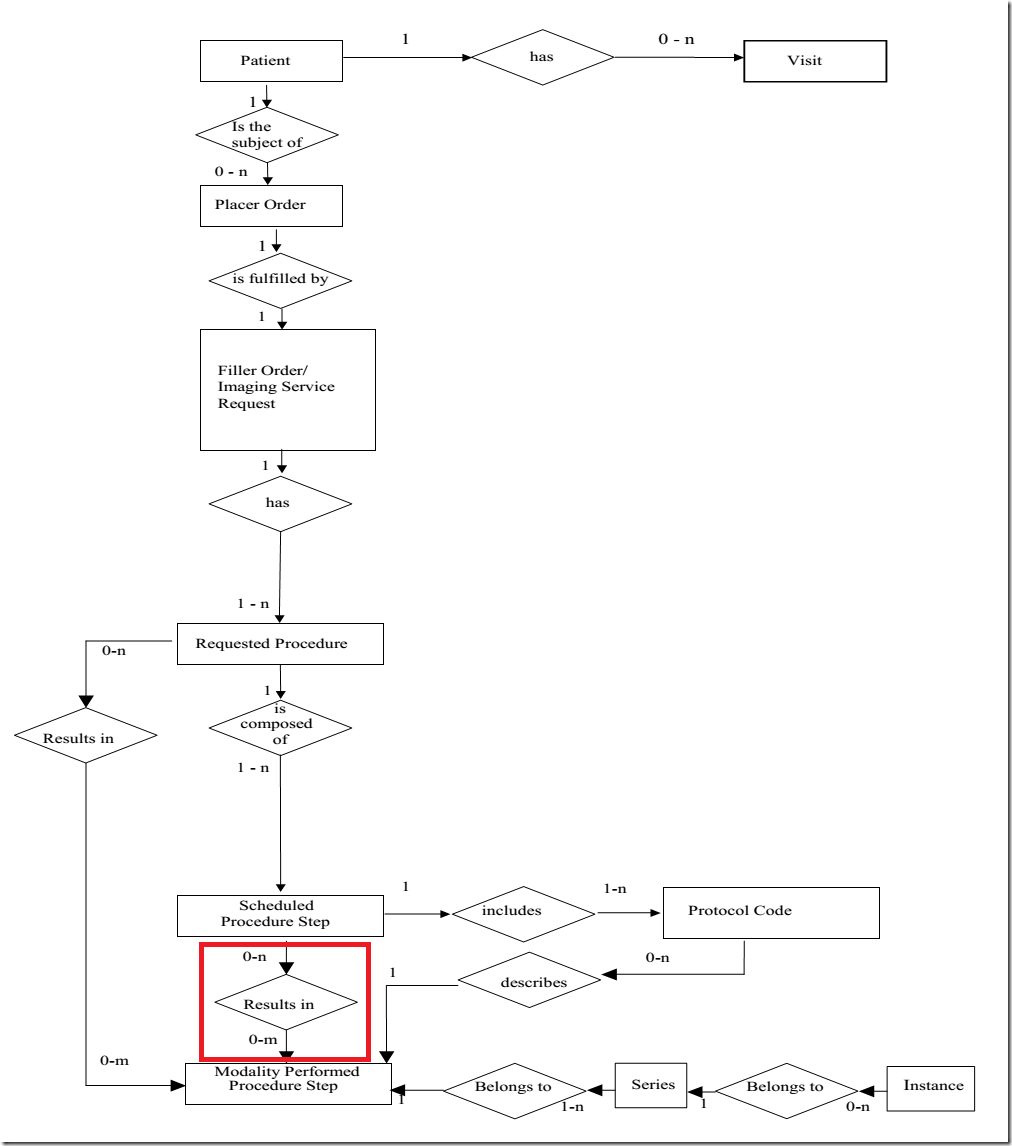 1
0 - n
Patient
has
Visit
1
Is the
subject of
0 - n
Placer Order
1
is fulfilled by
1
Filler Order/
Imaging Service
Request
1
has
1 - n
Requested Procedure
0-n
1
is
composed
of
Results in
1 - n
1
1-n
Scheduled
Procedure Step
includes
Protocol Code
0-n
0-n
1
describes
Results in
0-m
0-m
Modality Performed
Procedure Step
1
Belongs to
1-n
Series
1
Belongs to
0-n
Instance